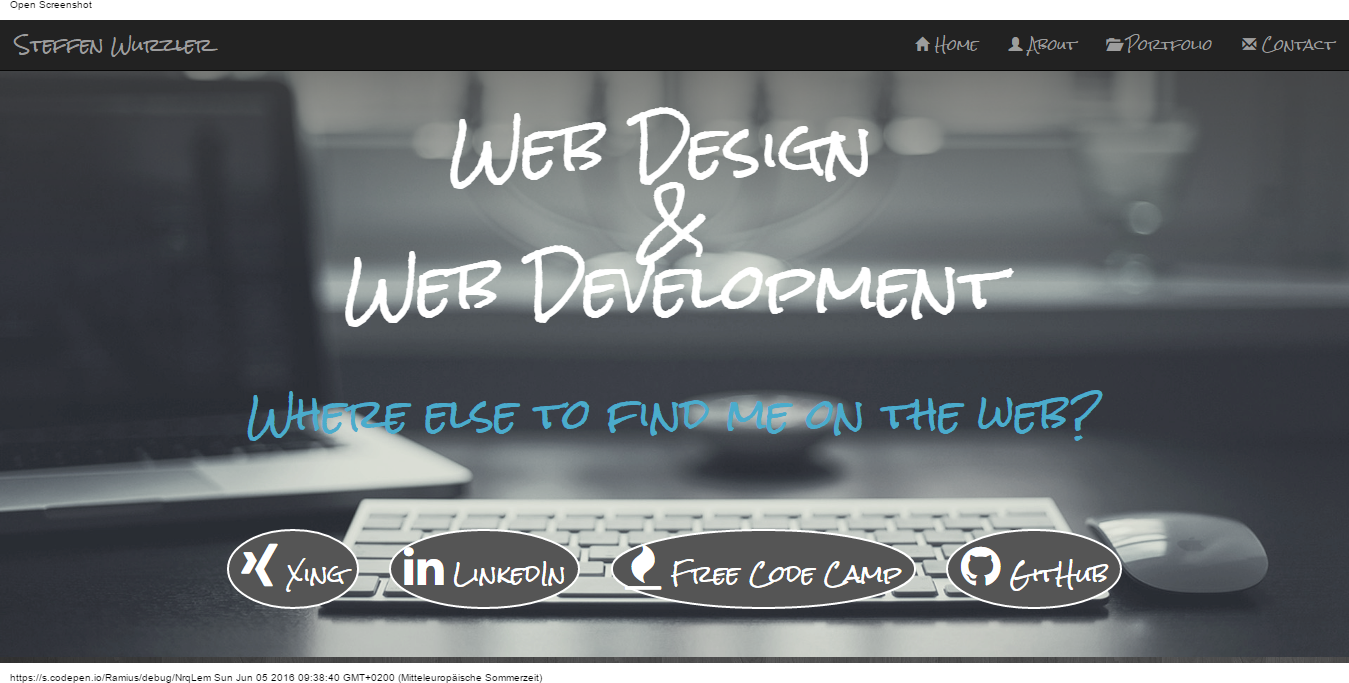 Open Screenshot
Steffen Wurzler Home About Portfolio Contact
Web Design
&
Web Development
Where else to find me on the web?
Xing LinkedIn Free Code Camp GitHub
https://s.codepen.io/Ramius/debug/NrqLem Sun Jun 05 2016 09:38:40 GMT+0200 (Mitteleuropäische Sommerzeit)